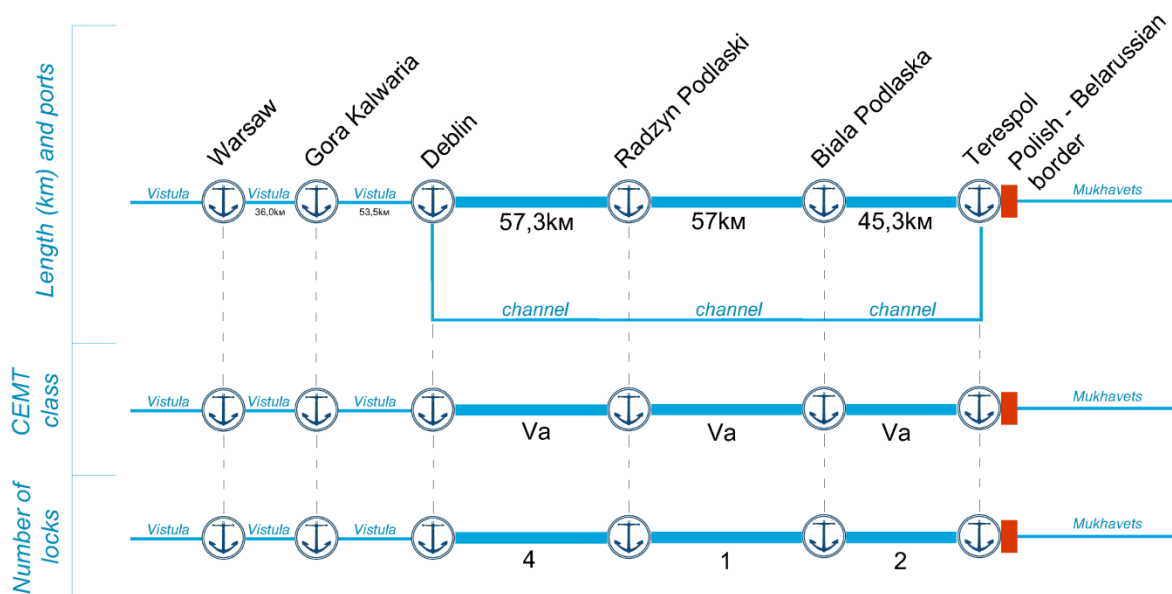 Length (km) and ports
Warsaw
Gora Kalwaria
Deblin
Radzyn Podlaski
Biala Podlaska
Terespol
Polish - Belarussian
border
Vistula
Vistula
Vistula
Mukhavets
36,0км
53,5км
57,3км
57км
45,3км
channel
channel
channel
CEMT
class
Vistula
Vistula
Vistula
Mukhavets
Va
Va
Va
Number of
locks
Vistula
Vistula
Vistula
Mukhavets
4
1
2